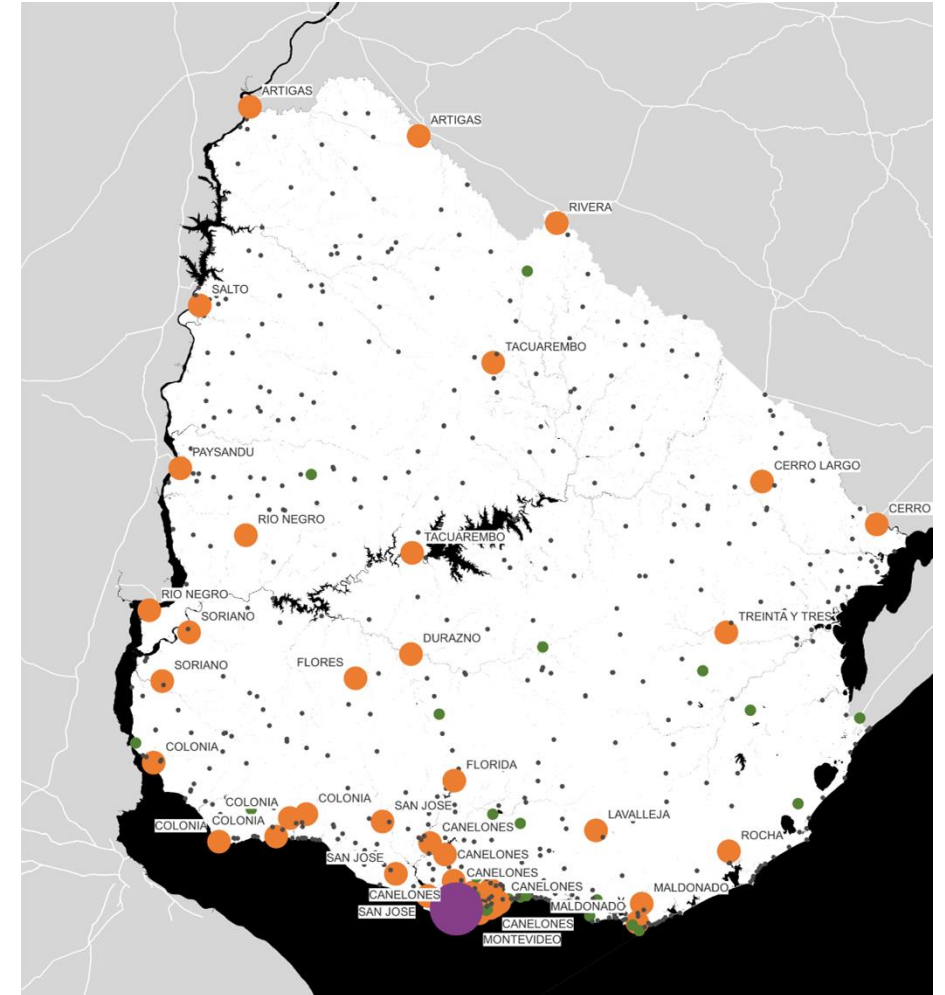 ARTIGAS
ARTIGAS
RIVERA
SALTO
TACUAREMBO
PAYSANDU
CERRO LARGO
RIO NEGRO
CERRO
TACUAREMBO
RIO NEGRO
SORIANO
TREINTA Y TRES
DURAZNO
FLORES
SORIANO
COLONIA
FLORIDA
COLONIA
COLONIA
SAN JOSE
LAVALLEJA
COLONIA
COLONIA
CANELONES
ROCHA
SAN JOSE
CANELONES
CANELONES
CANELONES
CANELONES
MALDONADO
MALDONADO
SAN JOSE
CANELONES
MONTEVIDEO